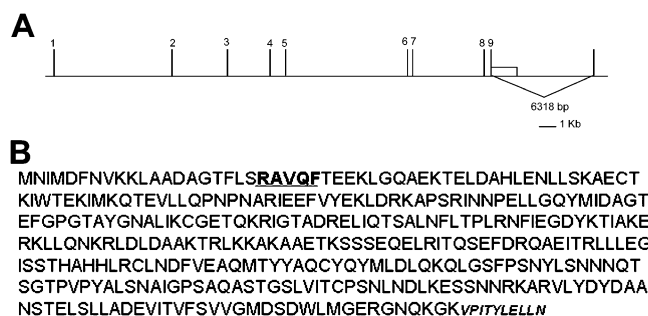 A
1 2 3 4 5 6 7 8 9
6318 bp
1 Kb
B
MNIMDFNVKKLAADAGTFLSRAVQFTEEKLGQAEKTELDAHLENLLSKAECT
KIWTEKIMKQTEVLLQPNPNARIEEFVYEKLDRKAPSRINNPELLGQYMIDAGT
EFGPGTAYGNALIKCGETQKRIGTADRELIQTSALNFLTPLRNFIEGDYKTIAKE
RKLLQNKRLDLDAAKTRLKKAKAAETKSSSEQELRITQSEFDRQAEITRLLLEG
ISSTHAHHLRCLNDFVEAQMTYYAQCYQYMLDLQKQLGSFPSNYLSNNNQT
SGTPVPYALSNAIGPSAQASTGSLVITCPSNLNDLKESSNNRKARVLYDYDAA
NSTELSLLADEVITVFSVVGMDSDWLMGERGNQKGKVPITYLELLN